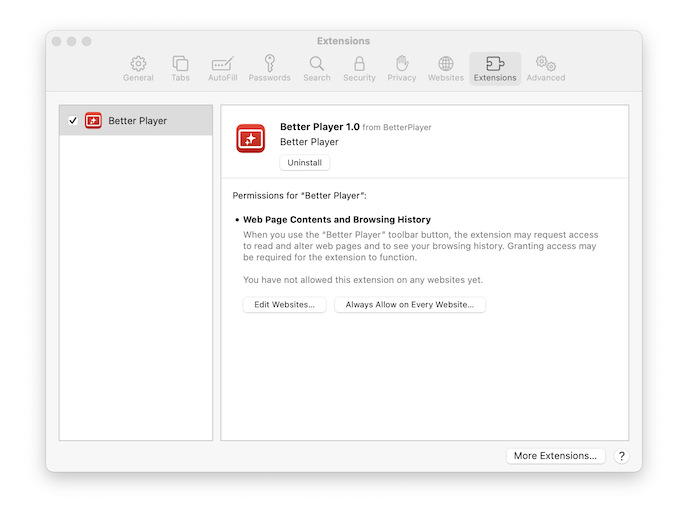 Extensions
General Tabs AutoFill Passwords Search Security Privacy Websites Extensions Advanced
Better Player
Better Player 1.0 from BetterPlayer
Better Player
Uninstall
Permissions for “Better Player”:
• Web Page Contents and Browsing History
When you use the “Better Player” toolbar button, the extension may request access
to read and alter web pages and to see your browsing history. Granting access may
be required for the extension to function.
You have not allowed this extension on any websites yet.
Edit Websites... Always Allow on Every Website...
More Extensions... ?